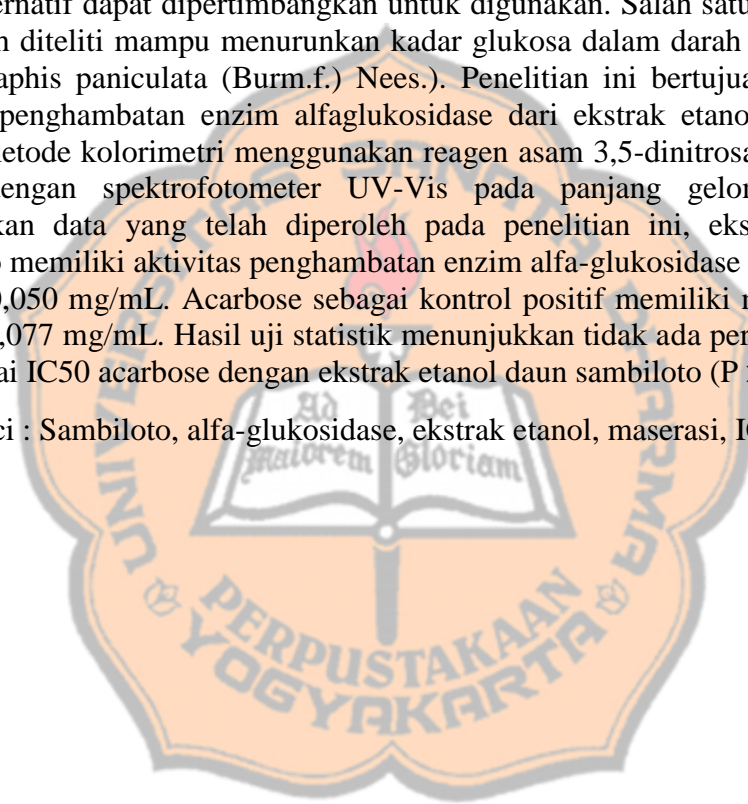 ernatif dapat dipertimbangkan untuk digunakan. Salah satu
n diteliti mampu menurunkan kadar glukosa dalam darah
aphis paniculata (Burm.f.) Nees.). Penelitian ini bertujua
penghambatan enzim alfaglukosidase dari ekstrak etano
etode kolorimetri menggunakan reagen asam 3,5-dinitrosa
dengan spektrofotometer UV-Vis pada panjang gelo
kan data yang telah diperoleh pada penelitian ini, eks
memiliki aktivitas penghambatan enzim alfa-glukosidase
0,050 mg/mL. Acarbose sebagai kontrol positif memiliki
,077 mg/mL. Hasil uji statistik menunjukkan tidak ada per
ai IC50 acarbose dengan ekstrak etanol daun sambiloto (P
ci : Sambiloto, alfa-glukosidase, ekstrak etanol, maserasi,
UNIVERSITAS SANATA DHARMA
Ad Dei
Maiorem Gloriam
PERPUSTAKAAN
YOGYAKARTA